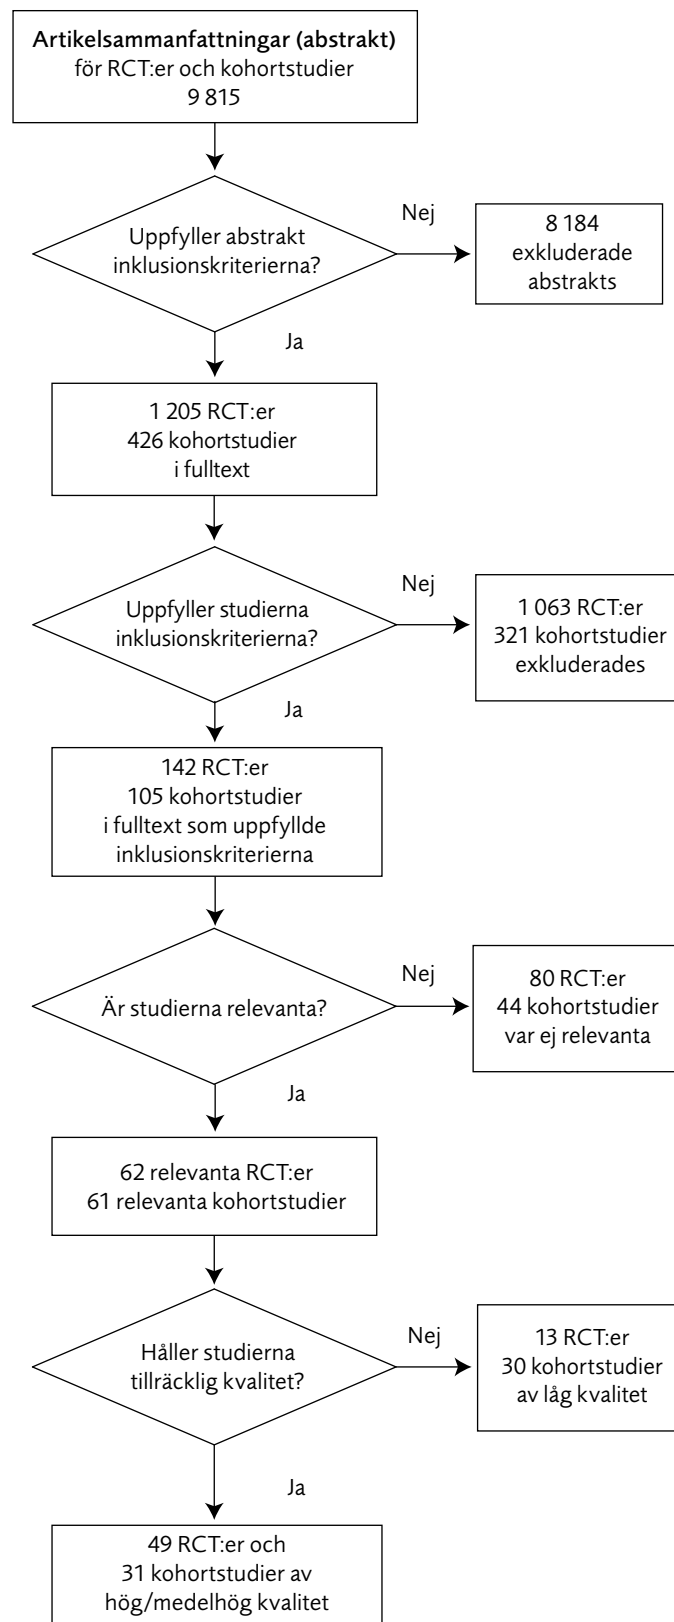 Artikelsammanfattningar (abstrakt)
för RCT:er och kohortstudier
9 815
Uppfyller abstrakt
inklusionskriterierna?
Nej
8 184
exkluderade
abstrakts
Ja
1 205 RCT:er
426 kohortstudier
i fulltext
Uppfyller studierna
inklusionskriterierna?
Nej
1 063 RCT:er
321 kohortstudier
exkluderades
Ja
142 RCT:er
105 kohortstudier
i fulltext som uppfyllde
inklusionskriterierna
Är studierna relevanta?
Nej
80 RCT:er
44 kohortstudier
var ej relevanta
Ja
62 relevanta RCT:er
61 relevanta kohortstudier
Håller studierna
tillräcklig kvalitet?
Nej
13 RCT:er
30 kohortstudier
av låg kvalitet
Ja
49 RCT:er och
31 kohortstudier av
hög/medelhög kvalitet